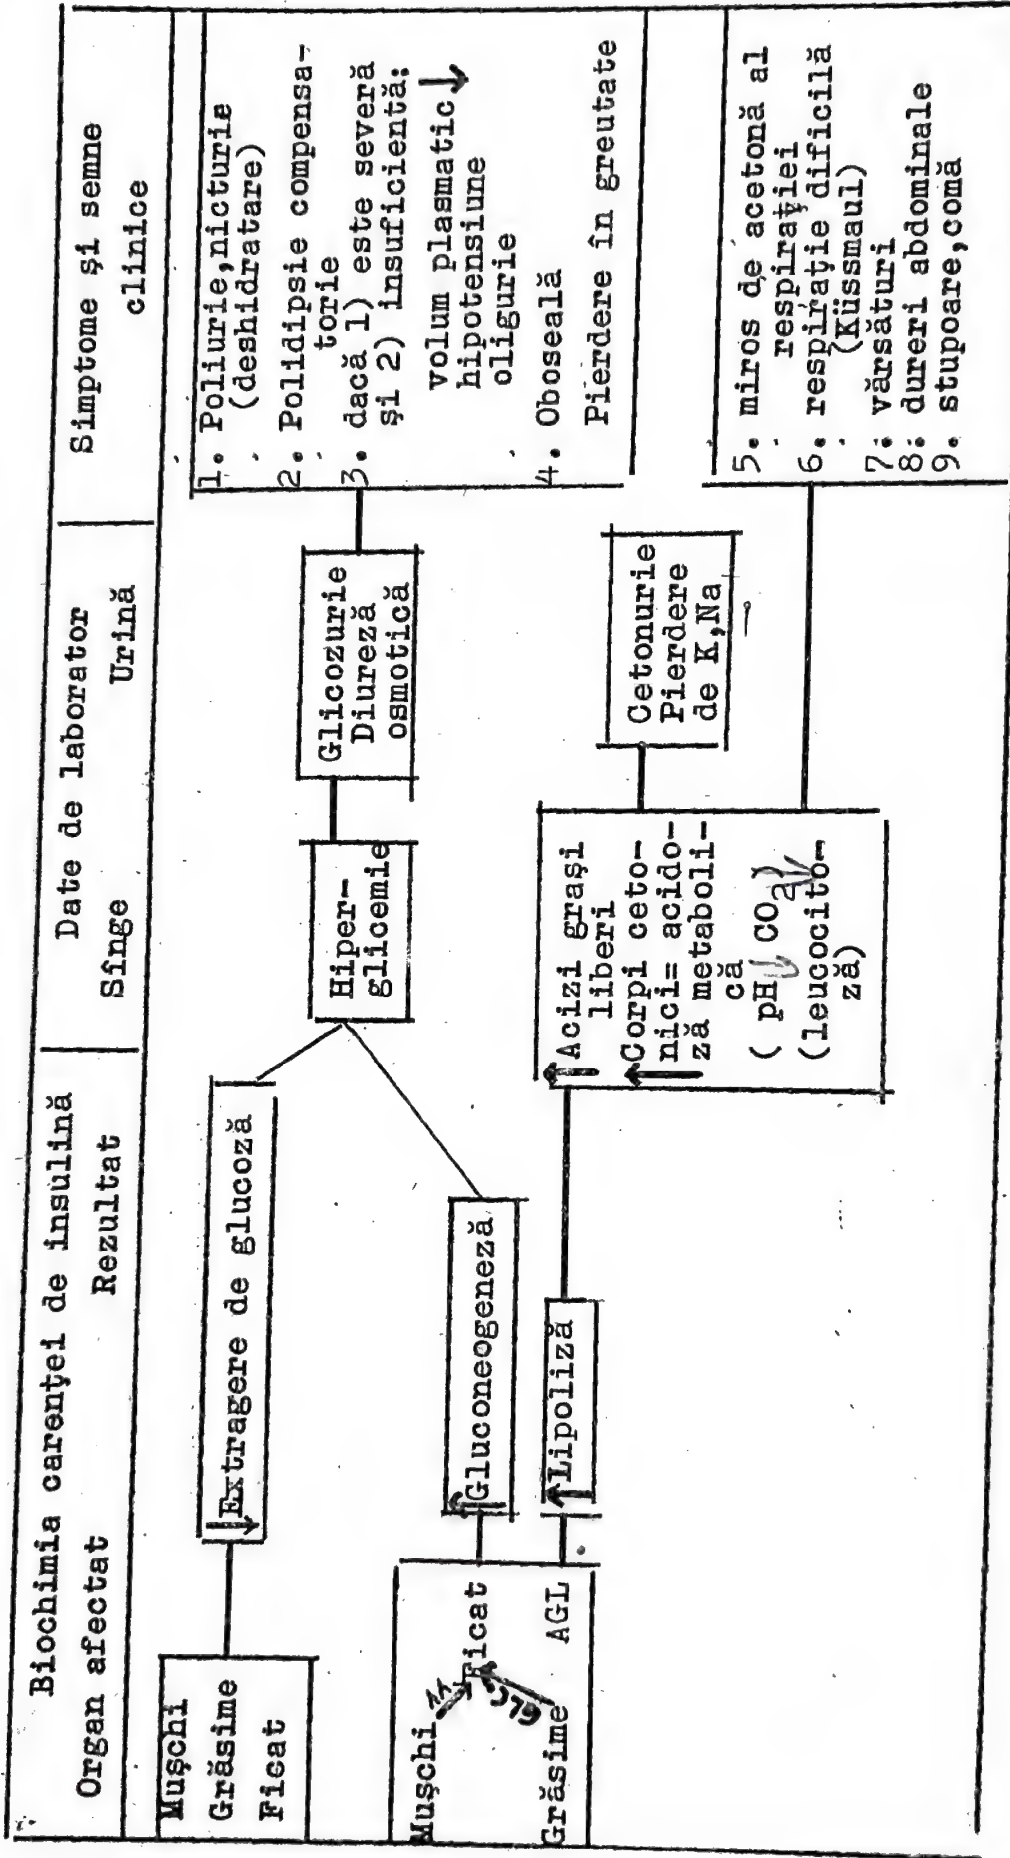 Biochimia carenţei de insulină
Organ afectat Rezultat
Date de laborator
Sînge Urină
Simptome şi semne
clinice
Muşchi
Grăsime
Ficat
↓Extragere de glucoză
Hiper-
glicemie
Glicozurie
Diureză
osmotică
1. Poliurie,nicturie
(deshidratare)
2. Polidipsie compensa-
torie
3. dacă 1) este severă
şi 2) insuficientă:
volum plasmatic↓
hipotensiune
oligurie
4. Oboseală
Pierdere în greutate
Muşchi
Ficat
GLC
Grăsime AGL
↑Gluconeogeneză
↑Lipoliză
↑Acizi graşi
liberi
↑Corpi ceto-
nici= acido-
ză metaboli-
că
( pH↓ CO2↓)
(leucocito-
ză)
Cetonurie
Pierdere
de K,Na
5. miros de acetonă al
respiraţiei
6. respiraţie dificilă
(Küssmaul)
7. vărsături
8. dureri abdominale
9. stupoare,comă